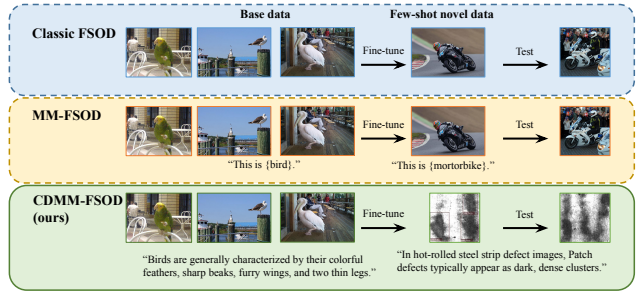 Base data
Few-shot novel data
Classic FSOD
Fine-tune
Test
MM-FSOD
Fine-tune
Test
“This is {bird}.”
“This is {mortorbike}.”
CDMM-FSOD
(ours)
Fine-tune
Test
“Birds are generally characterized by their colorful
feathers, sharp beaks, furry wings, and two thin legs.”
“In hot-rolled steel strip defect images, Patch
defects typically appear as dark, dense clusters.”